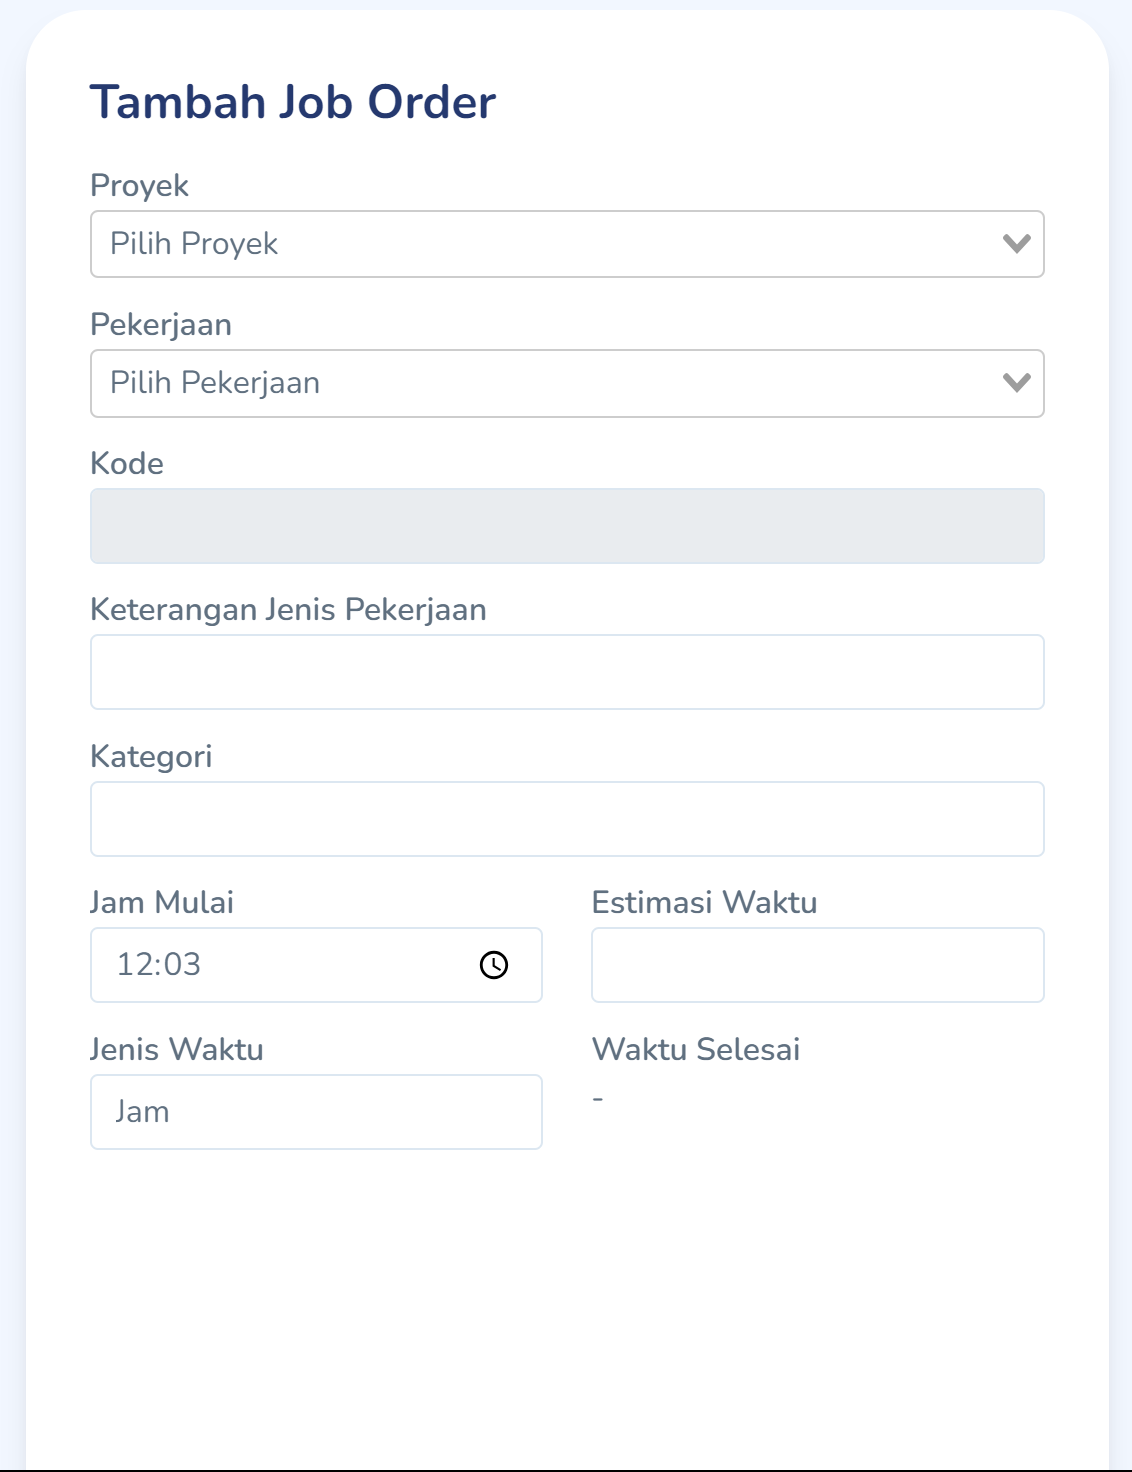 Tambah Job Order
Proyek
Pilih Proyek
Pekerjaan
Pilih Pekerjaan
Kode
Keterangan Jenis Pekerjaan
Kategori
Jam Mulai
Estimasi Waktu
12:03
Jenis Waktu
Waktu Selesai
Jam
-